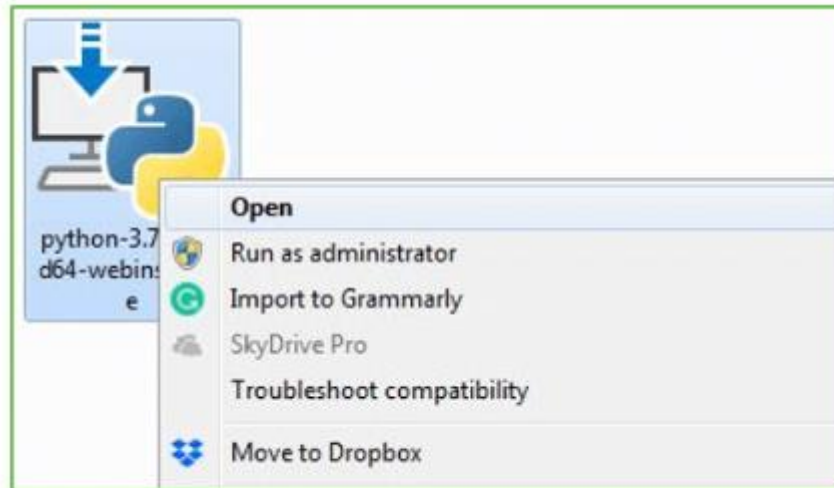 Open
python-3.7
Run as administrator
d64-webins
e
Import to Grammarly
SkyDrive Pro
Troubleshoot compatibility
Move to Dropbox